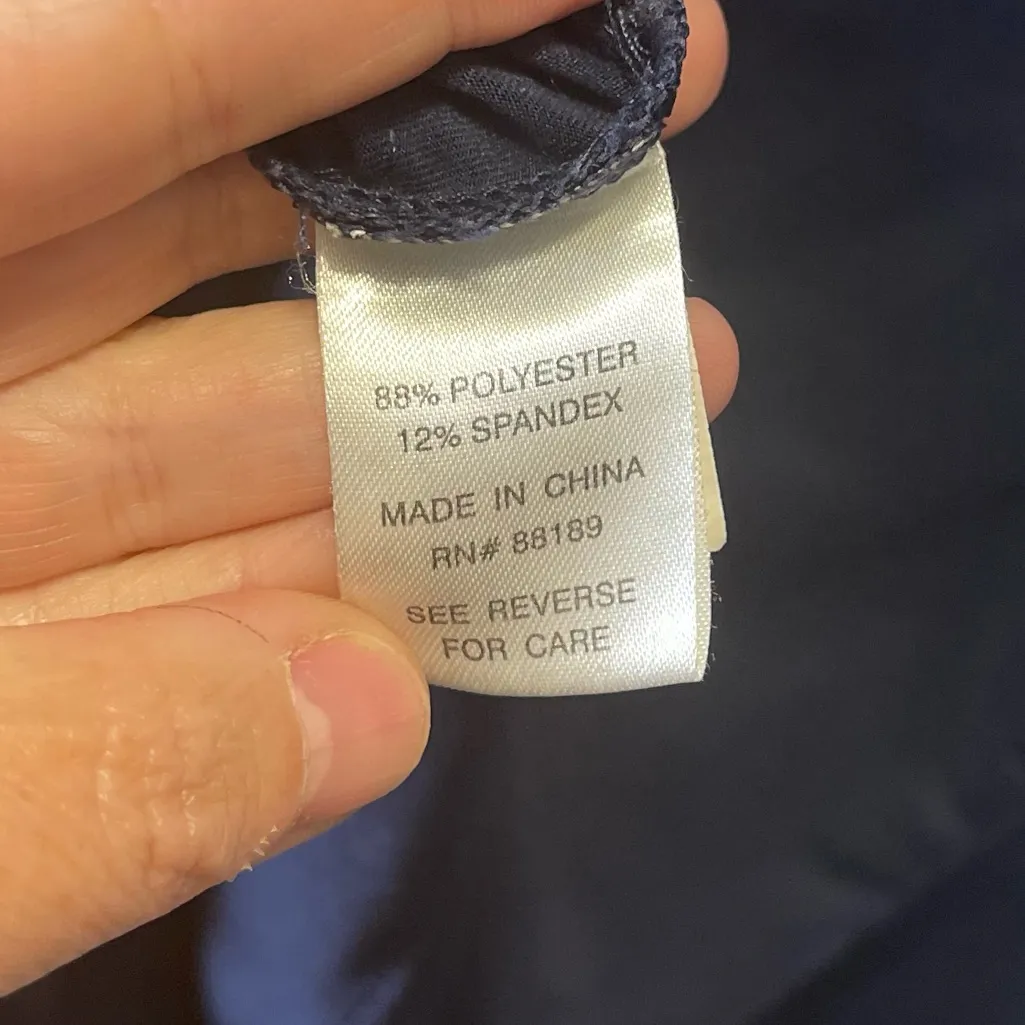 88% POLYESTER
12% SPANDEX
MADE IN CHINA
RN# 88189
SEE REVERSE
FOR CARE